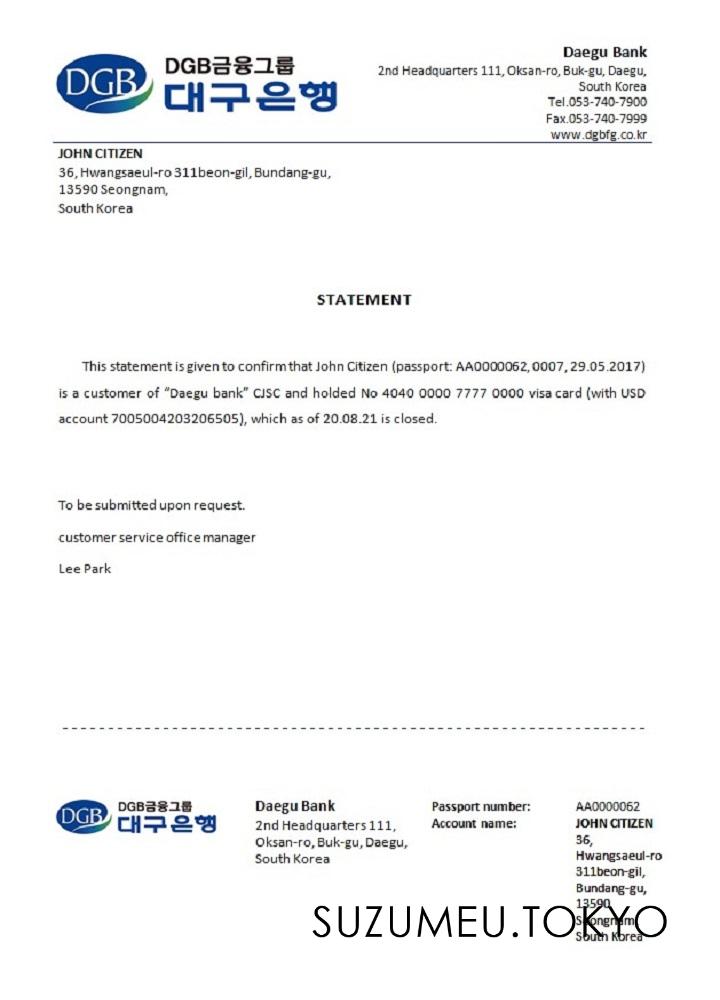 DGB
DGB금융그룹
대구은행
Daegu Bank
2nd Headquarters 111, Oksan-ro, Buk-gu, Daegu,
South Korea
Tel.053-740-7900
Fax.053-740-7999
www.dgbfg.co.kr
JOHN CITIZEN
36, Hwangsaeul-ro 311beon-gil, Bundang-gu,
13590 Seongnam,
South Korea
STATEMENT
This statement is given to confirm that John Citizen (passport: AA0000062, 0007, 29.05.2017)
is a customer of “Daegu bank” CJSC and holded No 4040 0000 7777 0000 visa card (with USD
account 7005004203206505), which as of 20.08.21 is closed.
To be submitted upon request.
customer service office manager
Lee Park
DGB
DGB금융그룹
대구은행
Daegu Bank
2nd Headquarters 111,
Oksan-ro, Buk-gu, Daegu,
South Korea
Passport number:
AA0000062
Account name:
JOHN CITIZEN
36,
Hwangsaeul-ro
311beon-gil,
Bundang-gu,
13590
Seongnam,
South Korea
SUZUMEU.TOKYO